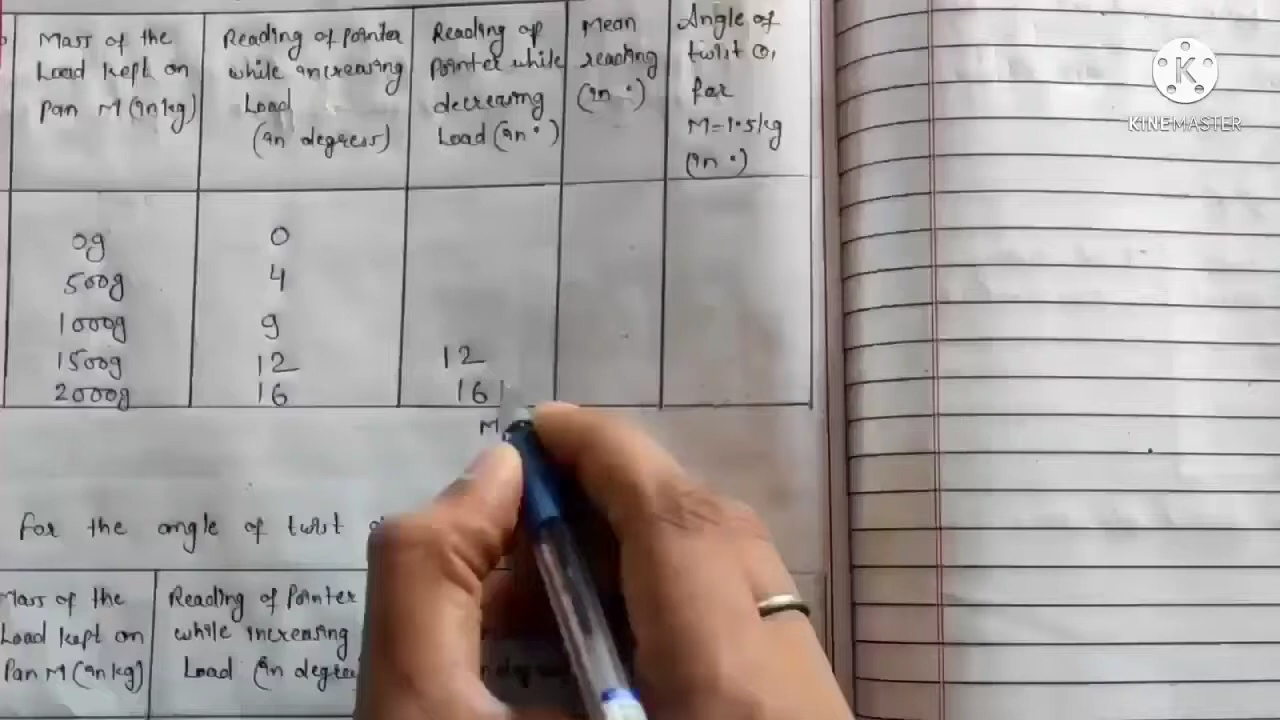 Mass of the
Load kept on
Pan M (in kg)
Reading of pointer
while increasing
Load
(in degrees)
Reading of
pointer while
decreasing
Load (in °)
Mean
reading
(in °)
Angle of
twist θ,
for
M=1.5kg
(in °)
0g 0
500g 4
1000g 9
1500g 12 12
2000g 16 16
M
For the angle of twist
Mass of the
Load kept on
Pan M (in kg)
Reading of Pointer
while increasing
Load (in degree
K
KINEMASTER